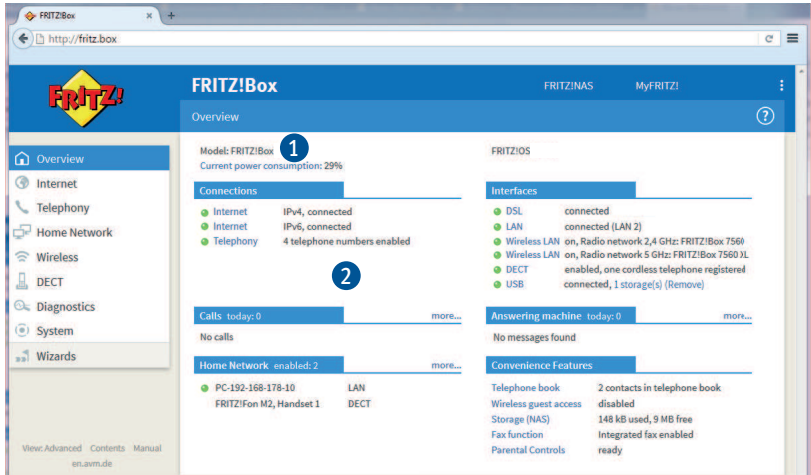 FRITZ!Box
http://fritz.box
FRITZ!
FRITZ!Box
FRITZ!NAS
MyFRITZ!
Overview
?
Overview
Internet
Telephony
Home Network
Wireless
DECT
Diagnostics
System
Wizards
View: Advanced Contents Manual
en.avm.de
Model: FRITZ!Box
1
Current power consumption: 29%
FRITZ!OS
Connections
Internet IPv4, connected
Internet IPv6, connected
Telephony 4 telephone numbers enabled
2
Interfaces
DSL connected
LAN connected (LAN 2)
Wireless LAN on, Radio network 2,4 GHz: FRITZ!Box 7560
Wireless LAN on, Radio network 5 GHz: FRITZ!Box 7560 XL
DECT enabled, one cordless telephone registered
USB connected, 1 storage(s) (Remove)
Calls today: 0 more...
No calls
Answering machine today: 0 more...
No messages found
Home Network enabled: 2 more...
PC-192-168-178-10 LAN
FRITZ!Fon M2, Handset 1 DECT
Convenience Features
Telephone book 2 contacts in telephone book
Wireless guest access disabled
Storage (NAS) 148 kB used, 9 MB free
Fax function Integrated fax enabled
Parental Controls ready